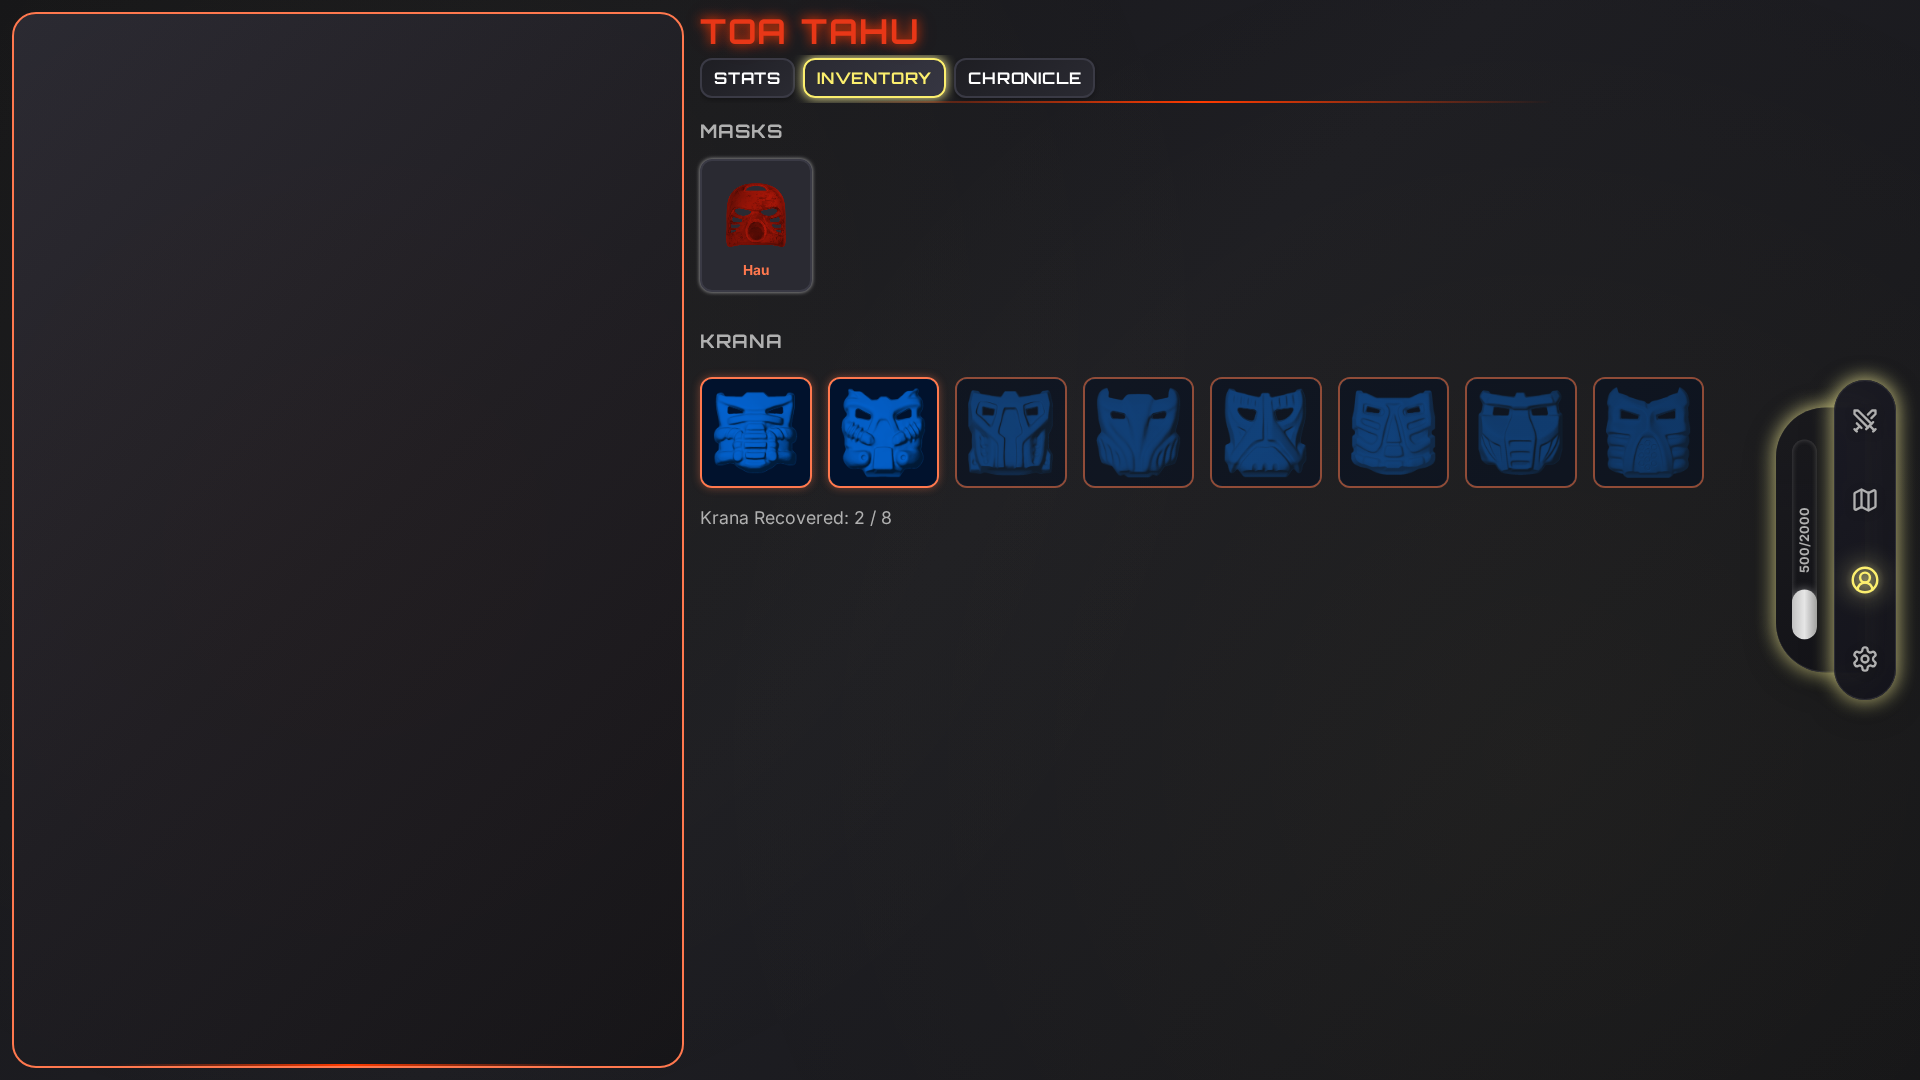 TOA TAHU
STATS
INVENTORY
CHRONICLE
MASKS
Hau
KRANA
Krana Recovered: 2 / 8
500/2000